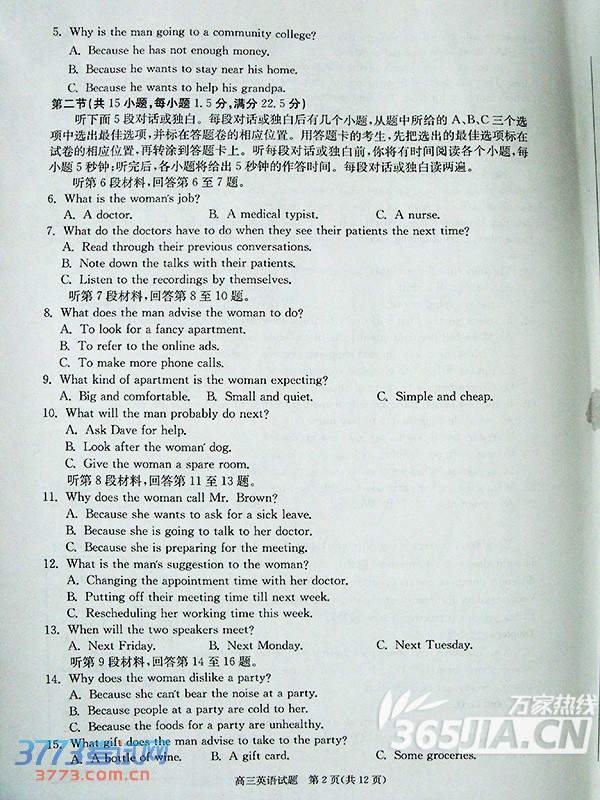 5. Why is the man going to a community college?
A. Because he has not enough money.
B. Because he wants to stay near his home.
C. Because he wants to help his grandpa.
第二节(共 15 小题,每小题 1.5 分,满分 22.5 分)
听下面 5 段对话或独白。每段对话或独白后有几个小题,从题中所给的 A、B、C 三个选
项中选出最佳选项,并标在答题卷的相应位置。用答题卡的考生,先把选出的最佳选项标在
试卷的相应位置,再转涂到答题卡上。听每段对话或独白前,你将有时间阅读各个小题,每
小题 5 秒钟;听完后,各小题将给出 5 秒钟的作答时间。每段对话或独白读两遍。
听第 6 段材料,回答第 6 至 7 题。
6. What is the woman's job?
A. A doctor. B. A medical typist. C. A nurse.
7. What do the doctors have to do when they see their patients the next time?
A. Read through their previous conversations.
B. Note down the talks with their patients.
C. Listen to the recordings by themselves.
听第 7 段材料,回答第 8 至 10 题。
8. What does the man advise the woman to do?
A. To look for a fancy apartment.
B. To refer to the online ads.
C. To make more phone calls.
9. What kind of apartment is the woman expecting?
A. Big and comfortable. B. Small and quiet. C. Simple and cheap.
10. What will the man probably do next?
A. Ask Dave for help.
B. Look after the woman' dog.
C. Give the woman a spare room.
听第 8 段材料,回答第 11 至 13 题。
11. Why does the woman call Mr. Brown?
A. Because she wants to ask for a sick leave.
B. Because she is going to talk to her doctor.
C. Because she is preparing for the meeting.
12. What is the man's suggestion to the woman?
A. Changing the appointment time with her doctor.
B. Putting off their meeting time till next week.
C. Rescheduling her working time this week.
13. When will the two speakers meet?
A. Next Friday. B. Next Monday. C. Next Tuesday.
听第 9 段材料,回答第 14 至 16 题。
14. Why does the woman dislike a party?
A. Because she can't bear the noise at a party.
B. Because people at a party are cold to her.
C. Because the foods for a party are unhealthy.
15. What gift does the man advise to take to the party?
A. A bottle of wine. B. A gift card. C. Some groceries.
高三英语试题 第 2 页(共 12 页)
万家热线
365JIA.CN
3773考试网
3773.com.cn